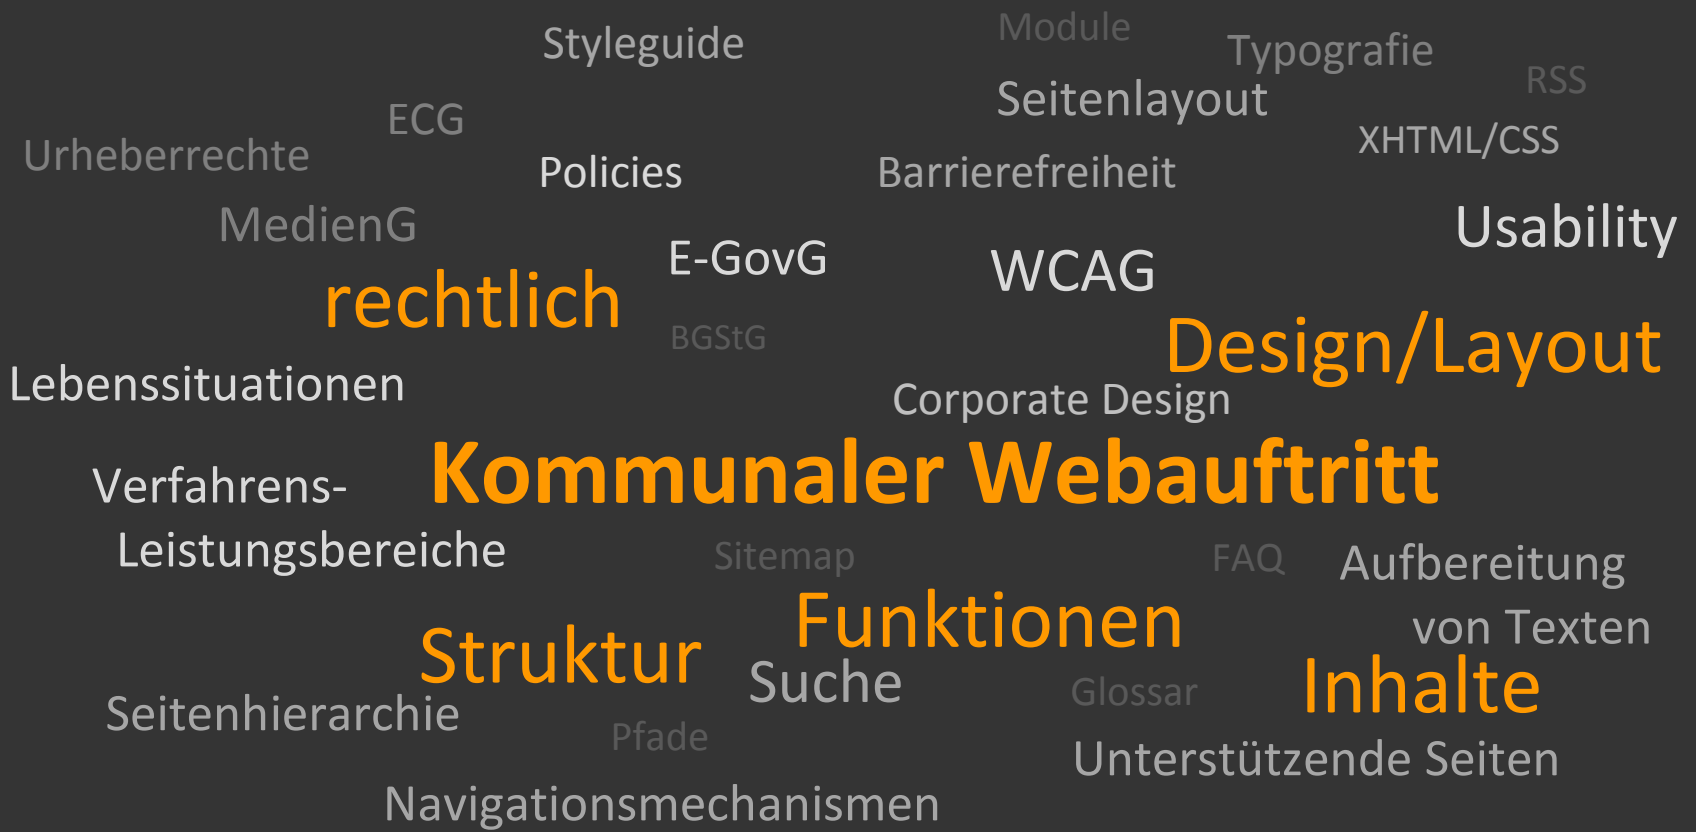 Module
Styleguide
Typografie
RSS
Seitenlayout
ECG
XHTML/CSS
Urheberrechte
Policies
Barrierefreiheit
MedienG
Usability
E-GovG
WCAG
rechtlich
BGStG
Design/Layout
Lebenssituationen
Corporate Design
Kommunaler Webauftritt
Verfahrens-
Leistungsbereiche
Sitemap
FAQ
Aufbereitung
von Texten
Funktionen
Struktur
Suche
Glossar
Inhalte
Seitenhierarchie
Pfade
Unterstützende Seiten
Navigationsmechanismen